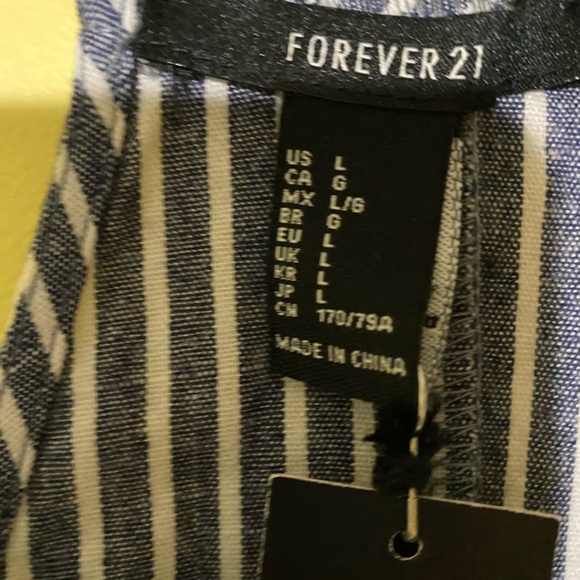 FOREVER 21
US L
CA G
MX L/G
BR G
EU L
UK L
KR L
JP L
CN 170/79A
MADE IN CHINA